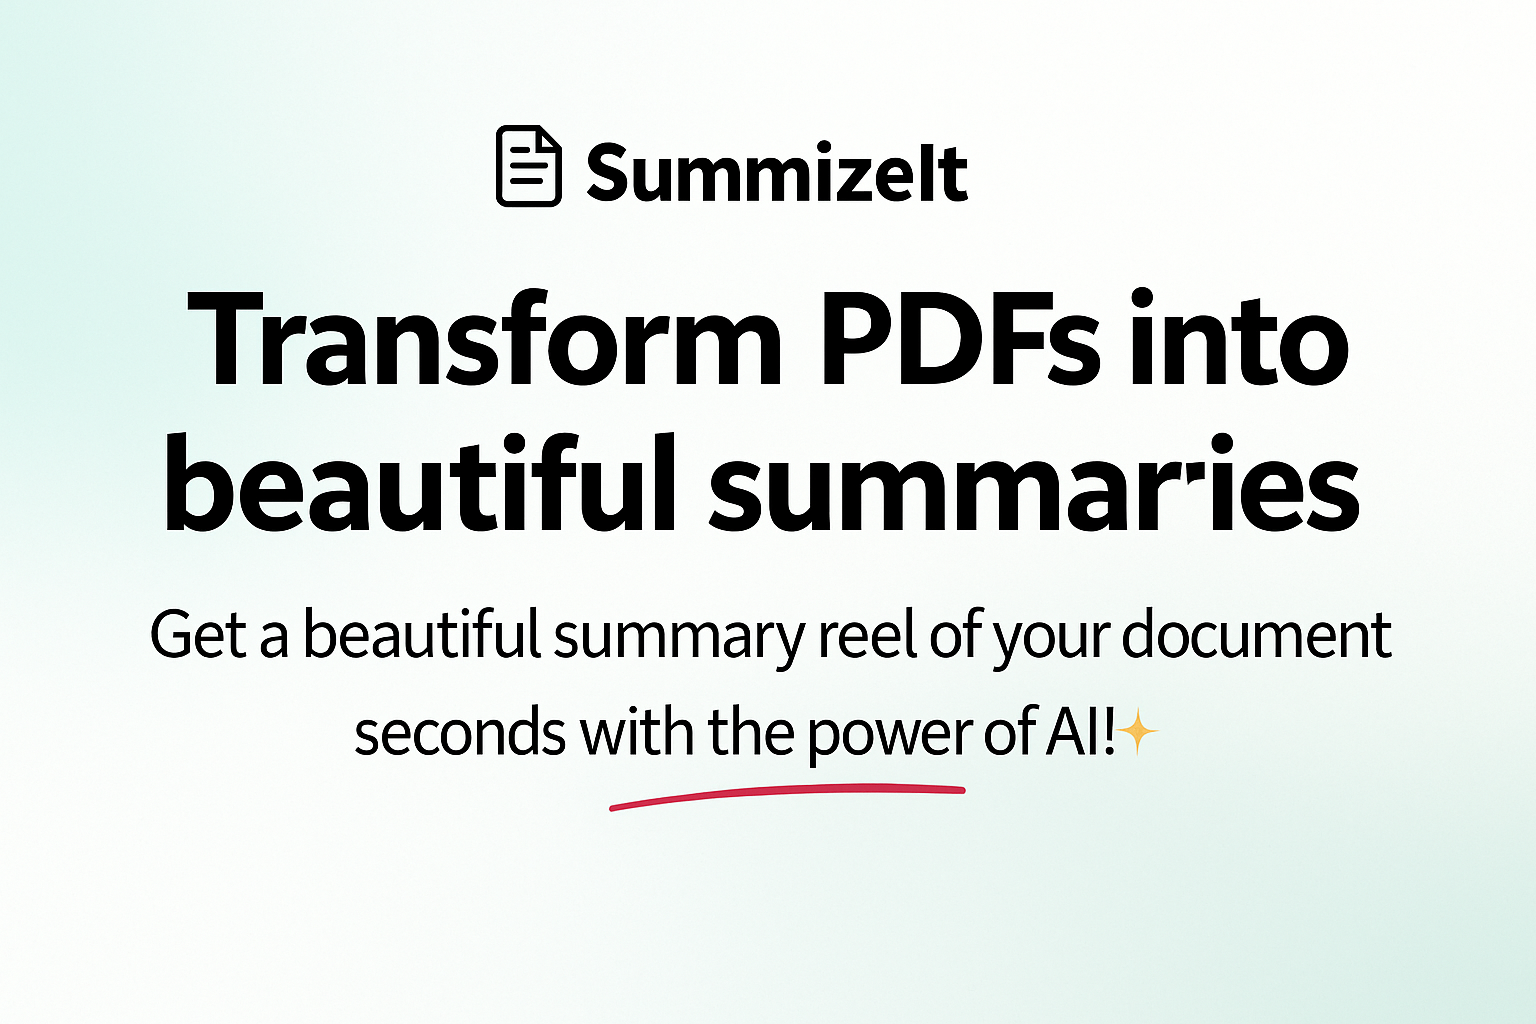 SummizeIt
Transform PDFs into
beautiful summaries
Get a beautiful summary reel of your document
seconds with the power of AI!✨